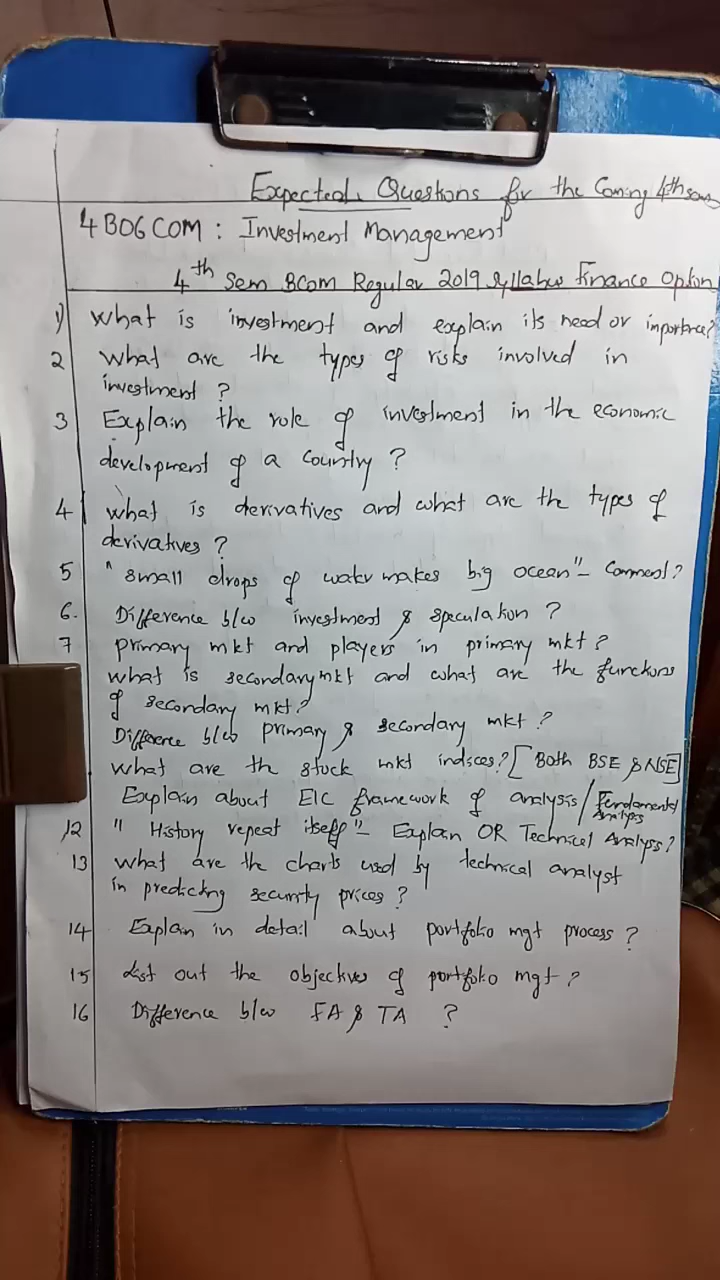 Expected Questions for the Coming 4th sem
4B06COM: Investment Management
4th Sem BCom Regular 2019 Syllabus Finance Option
1) What is investment and explain its need or importance?
2 What are the types of risks involved in
investment?
3 Explain the role of investment in the economic
development of a country?
4 What is derivatives and what are the types of
derivatives?
5 "small drops of water makes big ocean" - Comment?
6. Difference b/w investment & speculation?
7 primary mkt and players in primary mkt?
what is secondary mkt and what are the functions
of secondary mkt?
Difference b/w primary & secondary mkt?
What are the stock mkt indsces? [Both BSE & NSE]
Explain about EIC framework of analysis/Fundamental
Analysis
12 "History repeat itself" - Explain OR Technical Analysis?
13 what are the charts used by technical analyst
in predicting security prices?
14 Explain in detail about portfolio mgt process?
15 List out the objectives of portfolio mgt?
16 Difference b/w FA & TA ?